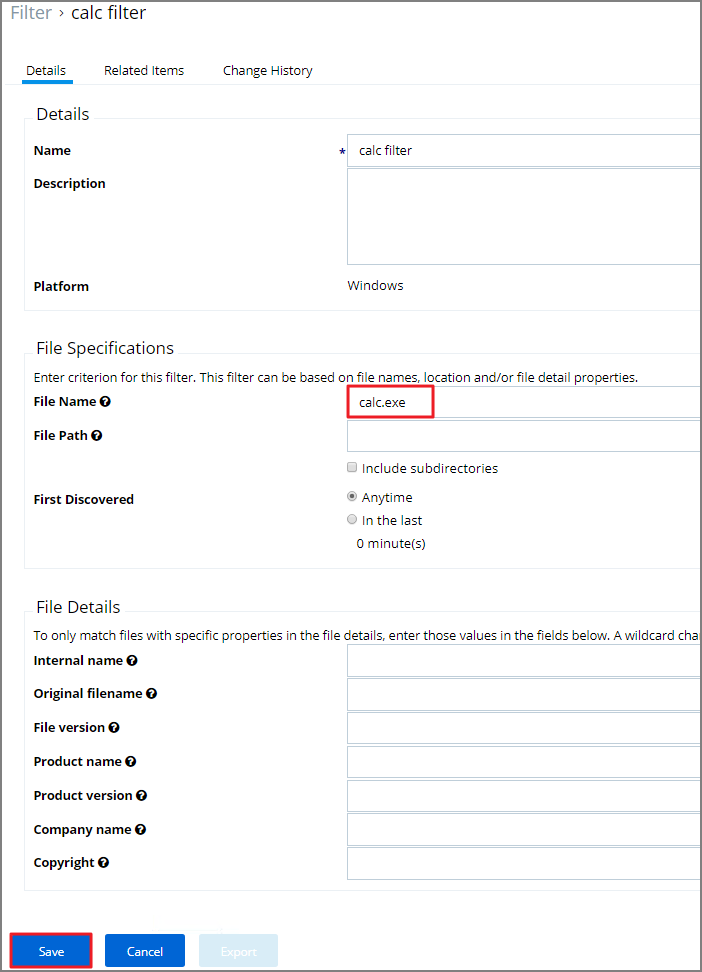 Filter › calc filter
Details Related Items Change History
Details
Name * calc filter
Description
Platform Windows
File Specifications
Enter criterion for this filter. This filter can be based on file names, location and/or file detail properties.
File Name ? calc.exe
File Path ?
Include subdirectories
First Discovered Anytime
In the last
0 minute(s)
File Details
To only match files with specific properties in the file details, enter those values in the fields below. A wildcard cha
Internal name ?
Original filename ?
File version ?
Product name ?
Product version ?
Company name ?
Copyright ?
Save Cancel Export